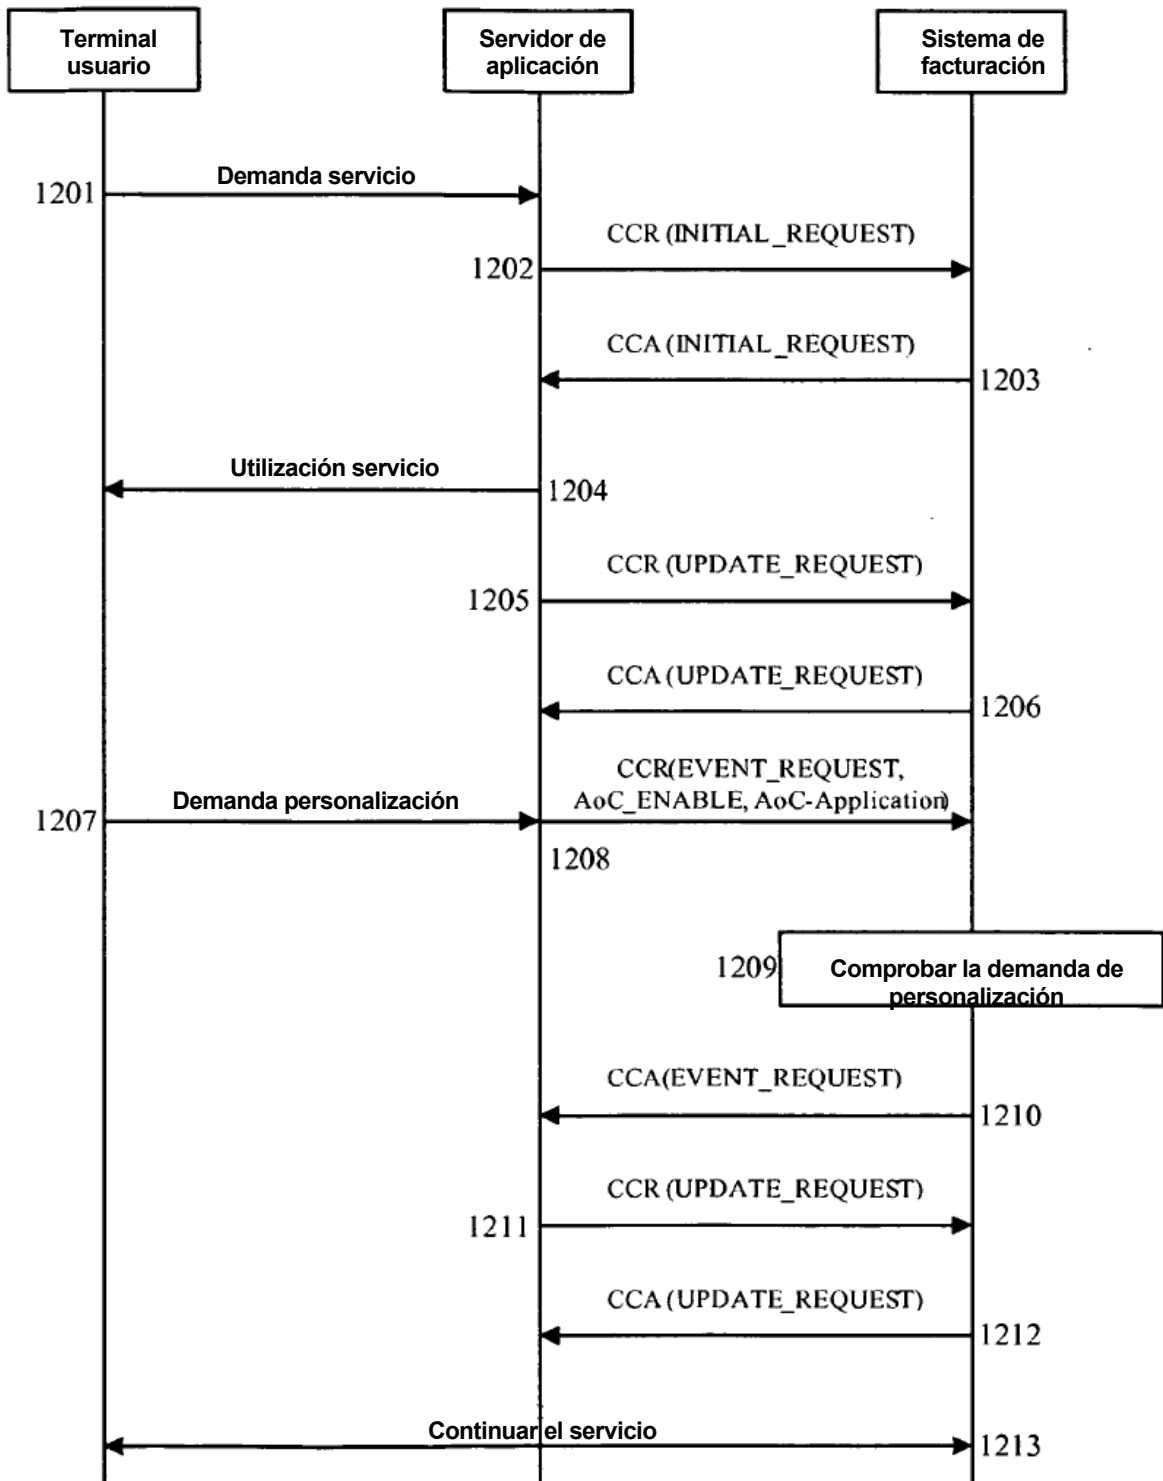 Terminal
usuario
Servidor de
aplicación
Sistema de
facturación
1201
Demanda servicio
CCR (INITIAL_REQUEST)
1202
CCA (INITIAL_REQUEST)
1203
Utilización servicio
1204
CCR (UPDATE_REQUEST)
1205
CCA (UPDATE_REQUEST)
1206
1207
Demanda personalización
CCR(EVENT_REQUEST,
AoC_ENABLE, AoC-Application)
1208
1209
Comprobar la demanda de
personalización
CCA(EVENT_REQUEST)
1210
CCR (UPDATE_REQUEST)
1211
CCA (UPDATE_REQUEST)
1212
Continuar el servicio
1213